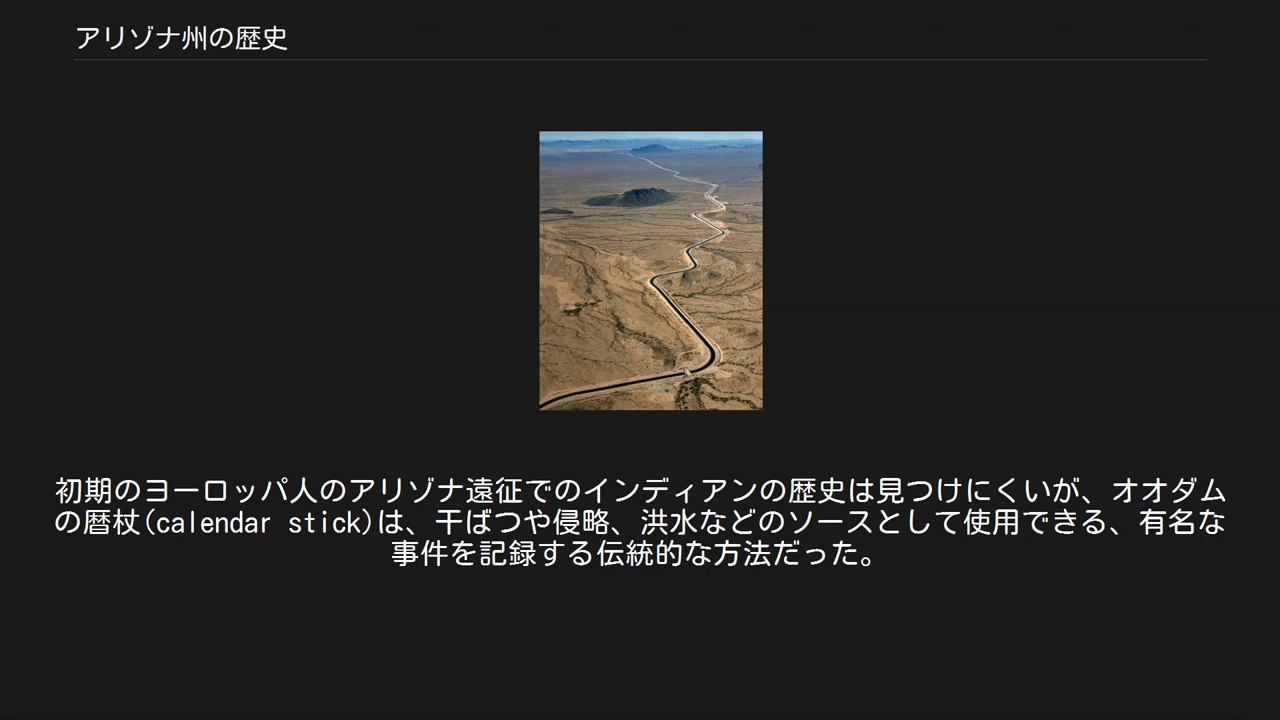 アリゾナ州の歴史
初期のヨーロッパ人のアリゾナ遠征でのインディアンの歴史は見つけにくいが、オオダム
の暦杖(calendar stick)は、干ばつや侵略、洪水などのソースとして使用できる、有名な
事件を記録する伝統的な方法だった。